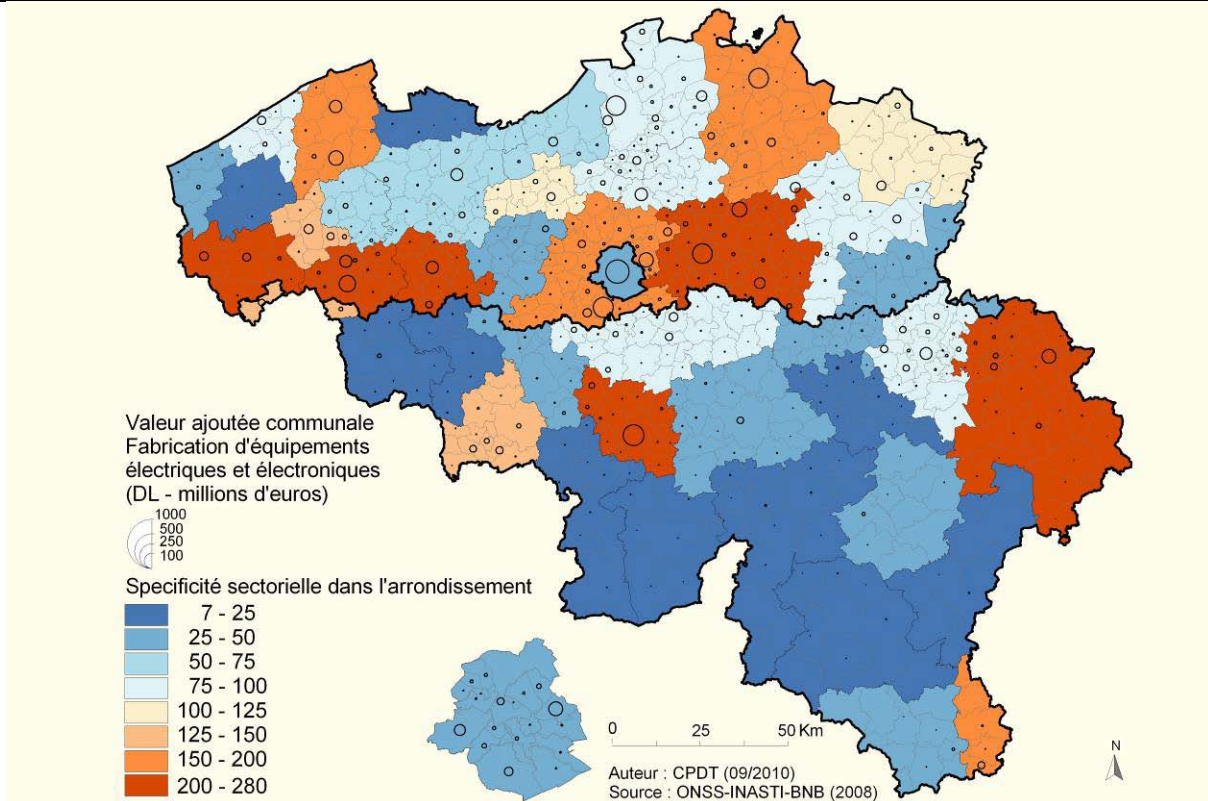 Valeur ajoutée communale
Fabrication d'équipements
électriques et électroniques
(DL - millions d'euros)
1000
500
250
100
Specificité sectorielle dans l'arrondissement
7 - 25
25 - 50
50 - 75
75 - 100
100 - 125
125 - 150
150 - 200
200 - 280
0 25 50 Km
Auteur : CPDT (09/2010)
Source : ONSS-INASTI-BNB (2008)
N